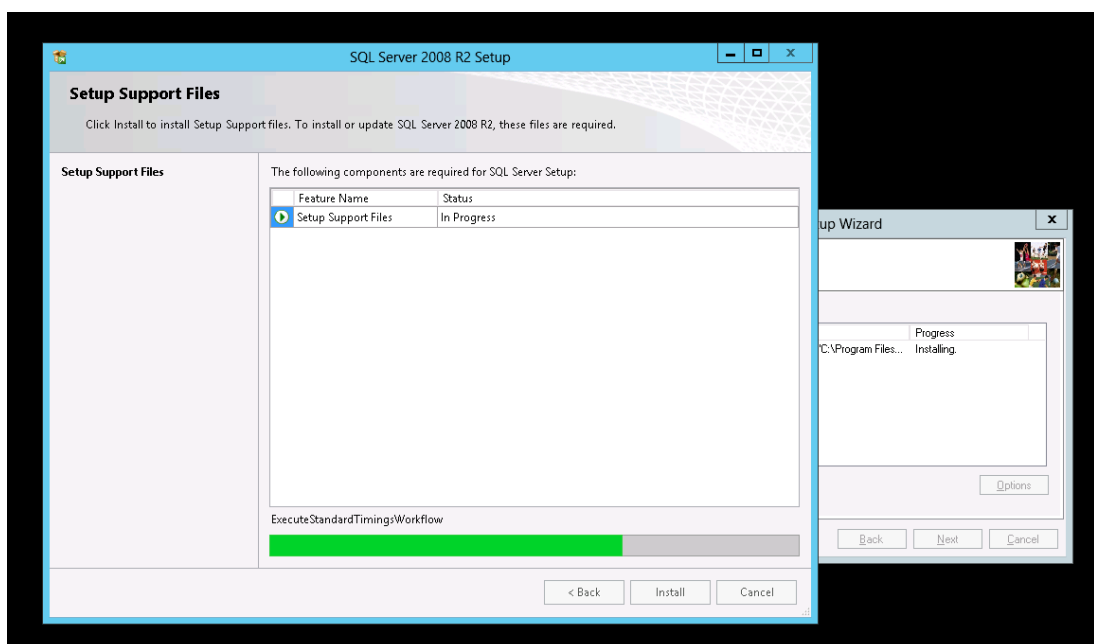 SQL Server 2008 R2 Setup
Setup Support Files
Click Install to install Setup Support files. To install or update SQL Server 2008 R2, these files are required.
Setup Support Files
The following components are required for SQL Server Setup:
Feature Name Status
Setup Support Files In Progress
ExecuteStandardTimingsWorkflow
< Back Install Cancel
up Wizard
Progress
"C:\Program Files... Installing.
Options
Back Next Cancel